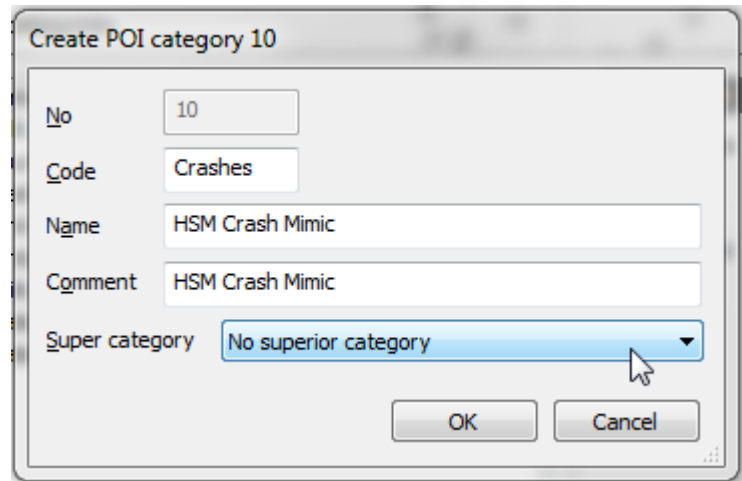 Create POI category 10
No 10
Code Crashes
Name HSM Crash Mimic
Comment HSM Crash Mimic
Super category No superior category
OK Cancel